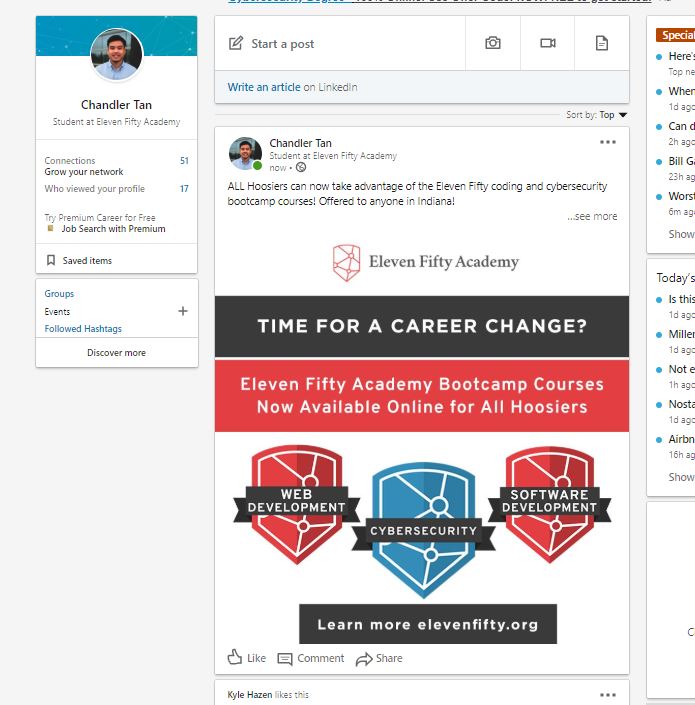 Start a post
Write an article on LinkedIn
Sort by: Top
Chandler Tan
Student at Eleven Fifty Academy
Connections 51
Grow your network
Who viewed your profile 17
Try Premium Career for Free
Job Search with Premium
Saved items
Groups
Events
Followed Hashtags
Discover more
Chandler Tan
Student at Eleven Fifty Academy
now •
ALL Hoosiers can now take advantage of the Eleven Fifty coding and cybersecurity
bootcamp courses! Offered to anyone in Indiana!
...see more
Eleven Fifty Academy
TIME FOR A CAREER CHANGE?
Eleven Fifty Academy Bootcamp Courses
Now Available Online for All Hoosiers
WEB
DEVELOPMENT
CYBERSECURITY
SOFTWARE
DEVELOPMENT
Learn more elevenfifty.org
Like Comment Share
Kyle Hazen likes this
Special
Here's
Top ne
When
1d ago
Can d
2h ago
Bill G
23h ag
Worst
6m ag
Show
Today's
Is this
1d ago
Miller
1d ago
Not e
1h ago
Nosta
1d ago
Airbn
16h ag
Show